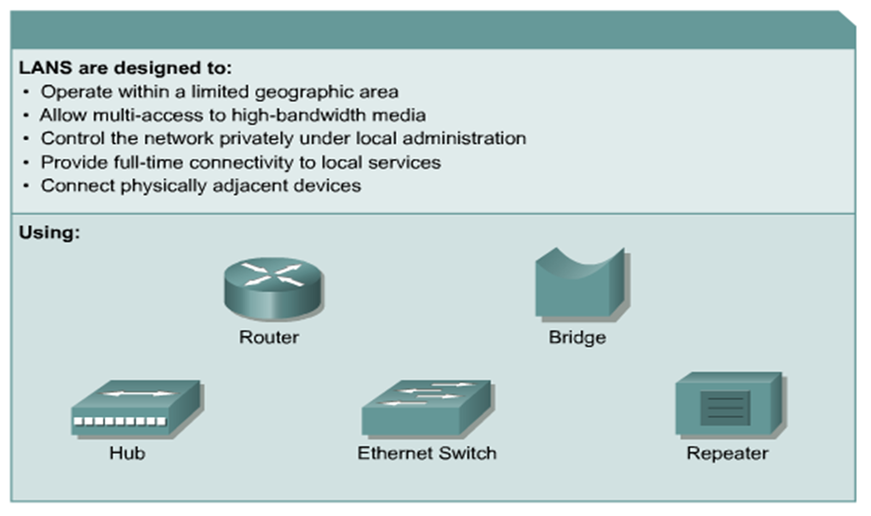 LANS are designed to:
• Operate within a limited geographic area
• Allow multi-access to high-bandwidth media
• Control the network privately under local administration
• Provide full-time connectivity to local services
• Connect physically adjacent devices
Using:
Router
Bridge
Hub
Ethernet Switch
Repeater